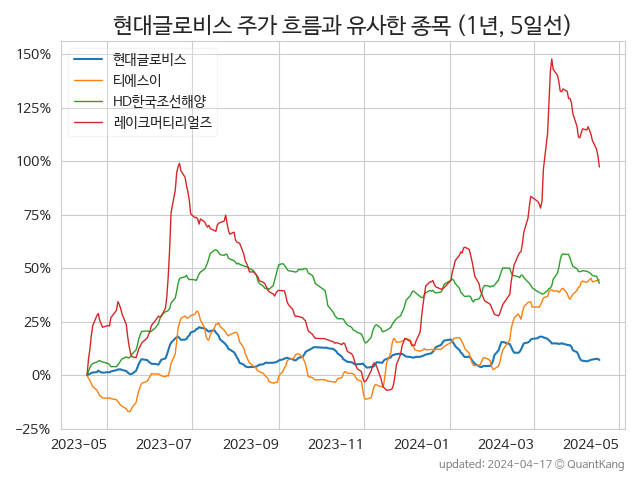 현대글로비스 주가 흐름과 유사한 종목 (1년, 5일선)
현대글로비스
티에스이
HD한국조선해양
레이크머티리얼즈
150%
125%
100%
75%
50%
25%
0%
−25%
2023-05 2023-07 2023-09 2023-11 2024-01 2024-03 2024-05
updated: 2024-04-17 © QuantKang